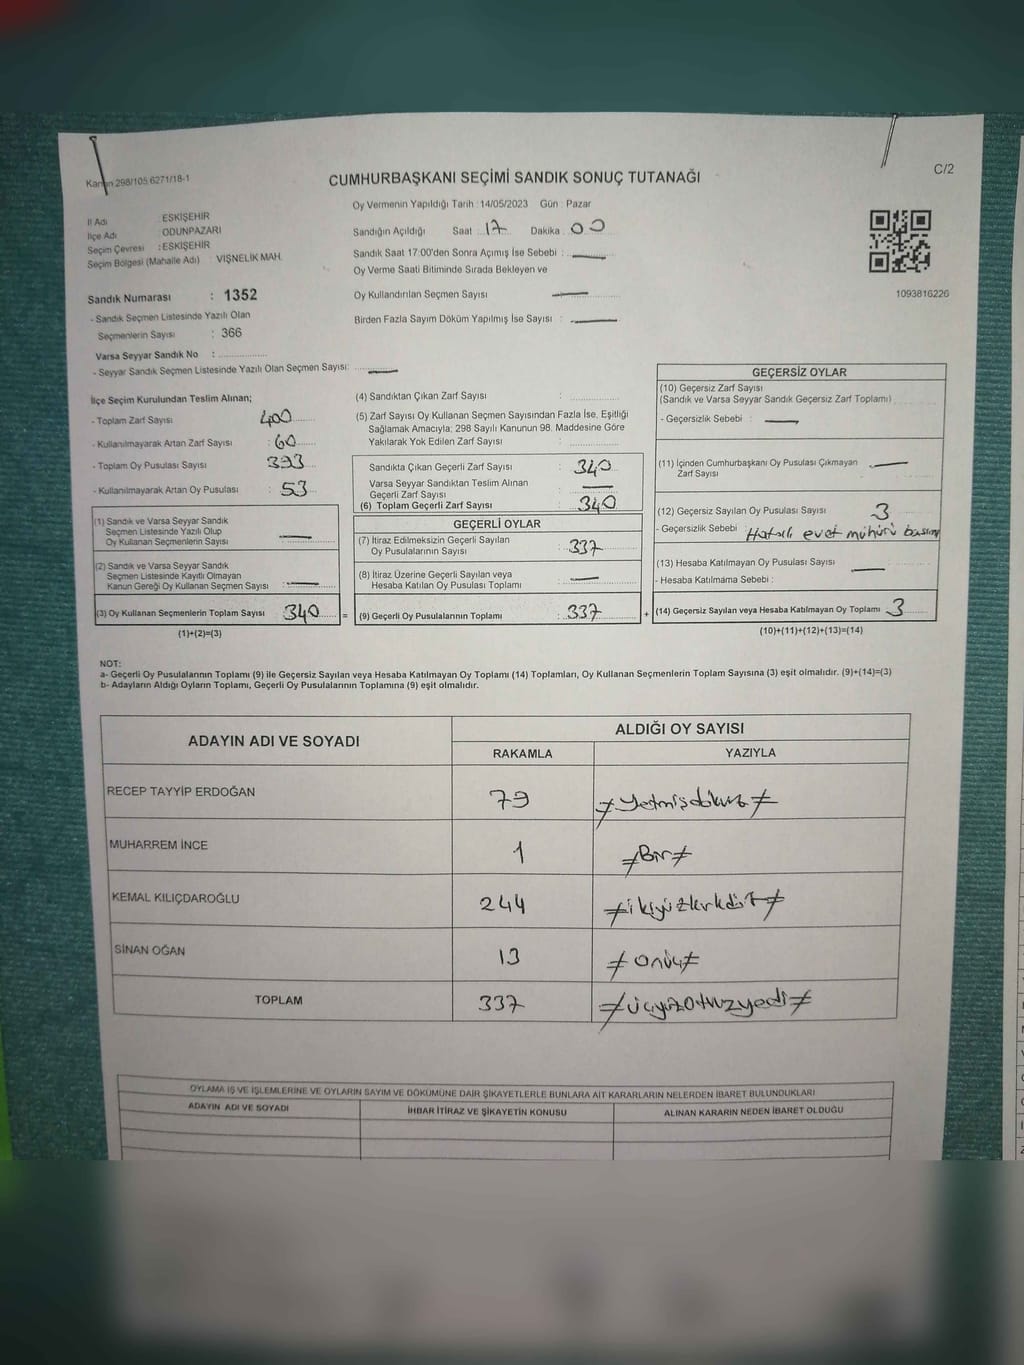 Kanun 298/105 6271/18-1
CUMHURBAŞKANI SEÇİMİ SANDIK SONUÇ TUTANAĞI
C/2
Oy Vermenin Yapıldığı Tarih : 14/05/2023 Gün : Pazar
İl Adı : ESKİŞEHİR
İlçe Adı : ODUNPAZARI
Seçim Çevresi : ESKİŞEHİR
Seçim Bölgesi (Mahalle Adı) : VİŞNELİK MAH.
Sandığın Açıldığı Saat 17 Dakika 00
Sandık Saat 17:00'den Sonra Açımış İse Sebebi : —
Oy Verme Saati Bitiminde Sırada Bekleyen ve
Oy Kullandırılan Seçmen Sayısı —
Birden Fazla Sayım Döküm Yapılmış İse Sayısı : —
1093816226
Sandık Numarası : 1352
- Sandık Seçmen Listesinde Yazılı Olan
Seçmenlerin Sayısı : 366
Varsa Seyyar Sandık No :
- Seyyar Sandık Seçmen Listesinde Yazılı Olan Seçmen Sayısı: —
İlçe Seçim Kurulundan Teslim Alınan;
- Toplam Zarf Sayısı 400
- Kullanılmayarak Artan Zarf Sayısı : 60
- Toplam Oy Pusulası Sayısı 393
- Kullanılmayarak Artan Oy Pusulası : 53
(1) Sandık ve Varsa Seyyar Sandık
Seçmen Listesinde Yazılı Olup
Oy Kullanan Seçmenlerin Sayısı : —
(2) Sandık ve Varsa Seyyar Sandık
Seçmen Listesinde Kayıtlı Olmayan
Kanun Gereği Oy Kullanan Seçmen Sayısı : —
(3) Oy Kullanan Seçmenlerin Toplam Sayısı 340 =
(1)+(2)=(3)
(4) Sandıktan Çıkan Zarf Sayısı :
(5) Zarf Sayısı Oy Kullanan Seçmen Sayısından Fazla İse, Eşitliği
Sağlamak Amacıyla; 298 Sayılı Kanunun 98. Maddesine Göre
Yakılarak Yok Edilen Zarf Sayısı :
Sandıkta Çıkan Geçerli Zarf Sayısı : 340
Varsa Seyyar Sandıktan Teslim Alınan
Geçerli Zarf Sayısı —
(6) Toplam Geçerli Zarf Sayısı : 340
GEÇERLİ OYLAR
(7) İtiraz Edilmeksizin Geçerli Sayılan
Oy Pusulalarının Sayısı : 337
(8) İtiraz Üzerine Geçerli Sayılan veya
Hesaba Katılan Oy Pusulası Toplamı : —
(9) Geçerli Oy Pusulalarının Toplamı : 337 +
GEÇERSİZ OYLAR
(10) Geçersiz Zarf Sayısı
(Sandık ve Varsa Seyyar Sandık Geçersiz Zarf Toplamı)
- Geçersizlik Sebebi : —
(11) İçinden Cumhurbaşkanı Oy Pusulası Çıkmayan
Zarf Sayısı —
(12) Geçersiz Sayılan Oy Pusulası Sayısı 3
- Geçersizlik Sebebi : Hatalı evet mühürü basım
(13) Hesaba Katılmayan Oy Pusulası Sayısı —
- Hesaba Katılmama Sebebi :
(14) Geçersiz Sayılan veya Hesaba Katılmayan Oy Toplamı 3
(10)+(11)+(12)+(13)=(14)
NOT:
a- Geçerli Oy Pusulalarının Toplamı (9) ile Geçersiz Sayılan veya Hesaba Katılmayan Oy Toplamı (14) Toplamları, Oy Kullanan Seçmenlerin Toplam Sayısına (3) eşit olmalıdır. (9)+(14)=(3)
b- Adayların Aldığı Oyların Toplamı, Geçerli Oy Pusulalarının Toplamına (9) eşit olmalıdır.
ADAYIN ADI VE SOYADI
ALDIĞI OY SAYISI
RAKAMLA YAZIYLA
RECEP TAYYİP ERDOĞAN 79 ≠Yetmişdokuz≠
MUHARREM İNCE 1 ≠Bir≠
KEMAL KILIÇDAROĞLU 244 ≠ikiyüzkırkdört≠
SİNAN OĞAN 13 ≠onüç≠
TOPLAM 337 ≠üçyüzotuzyedi≠
OYLAMA İŞ VE İŞLEMLERİNE VE OYLARIN SAYIM VE DÖKÜMÜNE DAİR ŞİKAYETLERLE BUNLARA AİT KARARLARIN NELERDEN İBARET BULUNDUKLARI
ADAYIN ADI VE SOYADI İHBAR İTİRAZ VE ŞİKAYETİN KONUSU ALINAN KARARIN NEDEN İBARET OLDUĞU